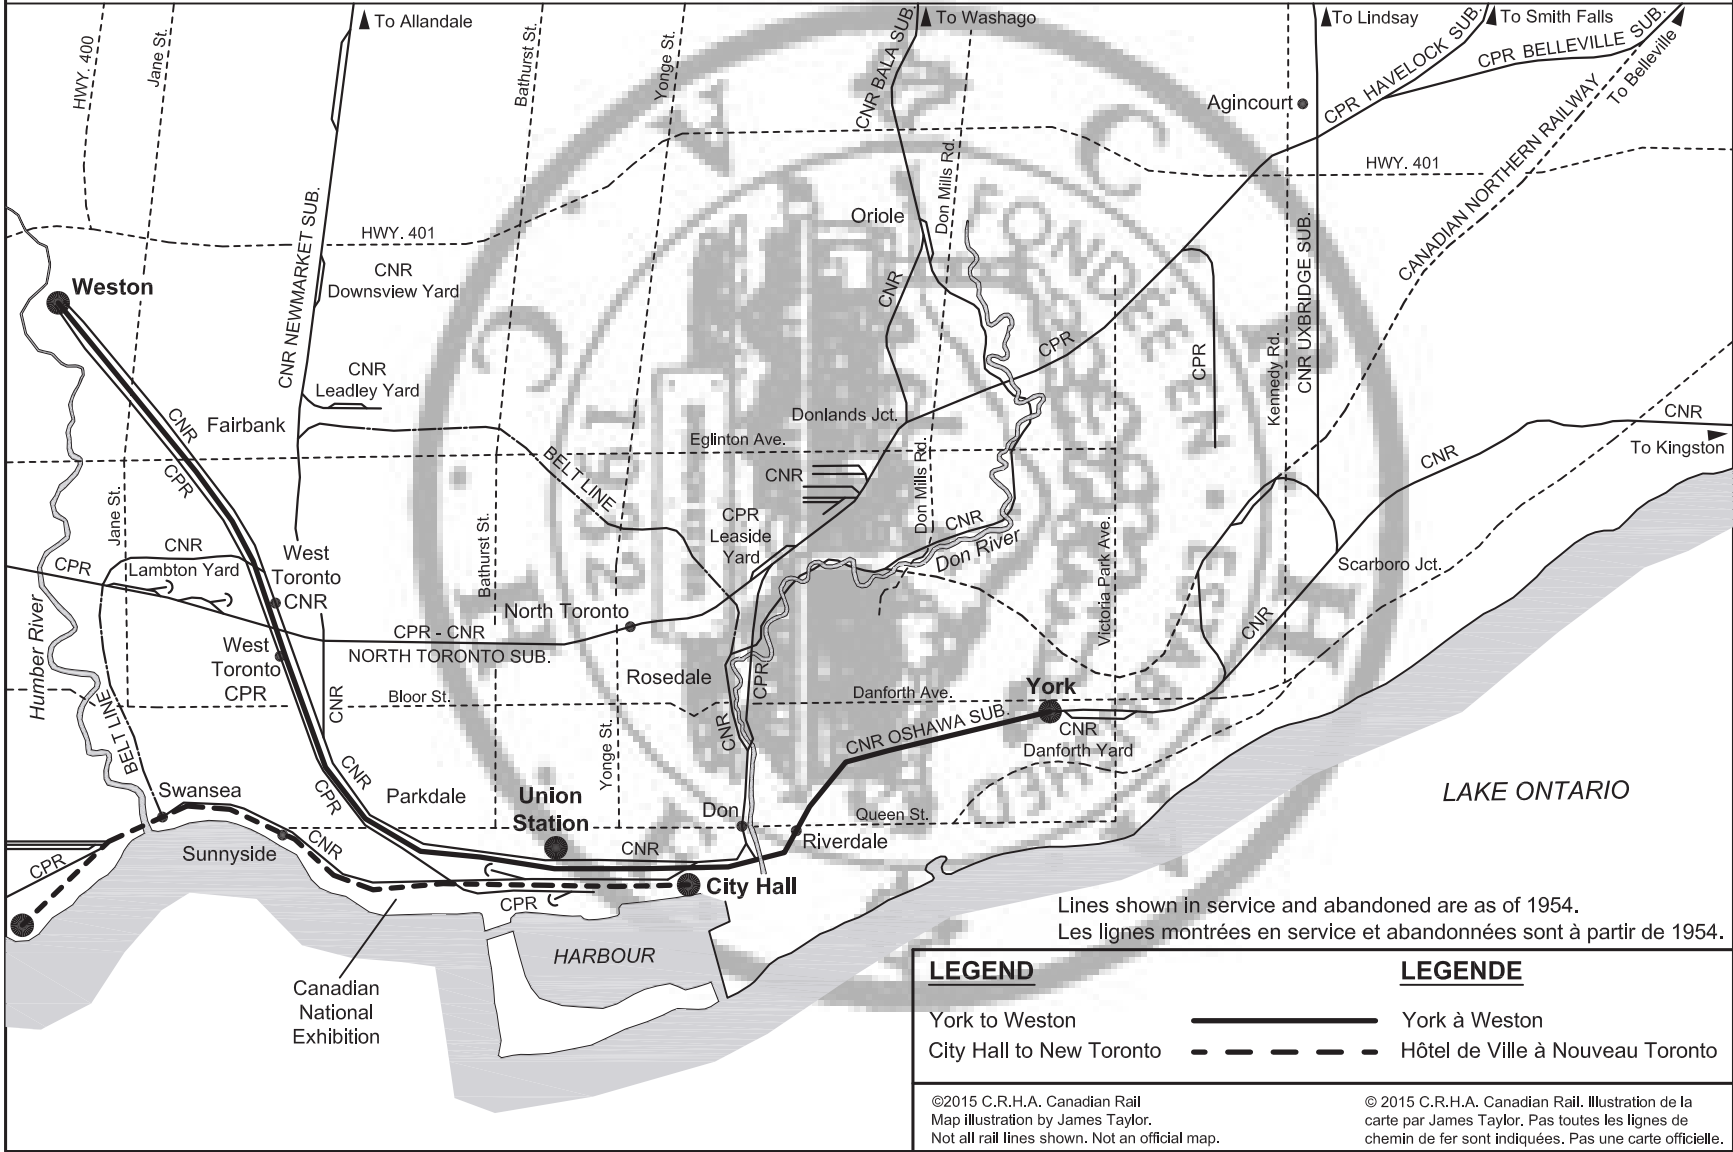 To Allandale
To Washago
To Lindsay
To Smith Falls
HWY. 400
Jane St.
Bathurst St.
Yonge St.
CNR BALA SUB.
CPR HAVELOCK SUB.
CPR BELLEVILLE SUB.
To Belleville
Agincourt
CANADIAN NORTHERN RAILWAY
Don Mills Rd.
HWY. 401
CNR NEWMARKET SUB.
HWY. 401
Oriole
CNR UXBRIDGE SUB.
CNR
Downsview Yard
Weston
CNR
CPR
CPR
Kennedy Rd.
CNR
Leadley Yard
CNR
CPR
Fairbank
Donlands Jct.
Eglinton Ave.
CNR
To Kingston
CNR
BELT LINE
CNR
Don Mills Rd.
Jane St.
Bathurst St.
CPR
Leaside
Yard
CNR
Don River
Victoria Park Ave.
CNR
CPR
Lambton Yard
West
Toronto
CNR
Scarboro Jct.
North Toronto
Humber River
CPR - CNR
NORTH TORONTO SUB.
CNR
West
Toronto
CPR
Rosedale
CPR
Bloor St.
CNR
Danforth Ave.
York
BELT LINE
CNR
Yonge St.
CNR OSHAWA SUB.
CNR
Danforth Yard
CNR
CPR
Swansea
Parkdale
Union
Station
Don
Queen St.
LAKE ONTARIO
Riverdale
CPR
Sunnyside
CNR
CNR
City Hall
CPR
HARBOUR
Canadian
National
Exhibition
C.R.H.A. A.C.H.F.
FONDÉE EN
ESTABLISHED
1932
Lines shown in service and abandoned are as of 1954.
Les lignes montrées en service et abandonnées sont à partir de 1954.
LEGEND LEGENDE
York to Weston York à Weston
City Hall to New Toronto Hôtel de Ville à Nouveau Toronto
©2015 C.R.H.A. Canadian Rail
Map illustration by James Taylor.
Not all rail lines shown. Not an official map.
© 2015 C.R.H.A. Canadian Rail. Illustration de la
carte par James Taylor. Pas toutes les lignes de
chemin de fer sont indiquées. Pas une carte officielle.